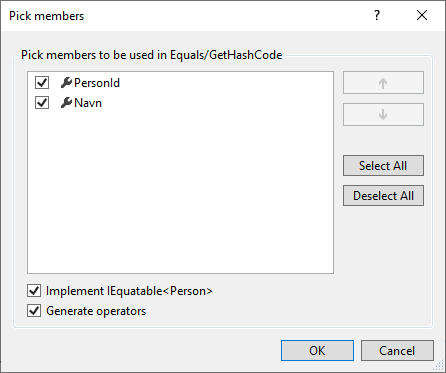 Pick members
?
Pick members to be used in Equals/GetHashCode
PersonId
Navn
Select All
Deselect All
Implement IEquatable<Person>
Generate operators
OK
Cancel